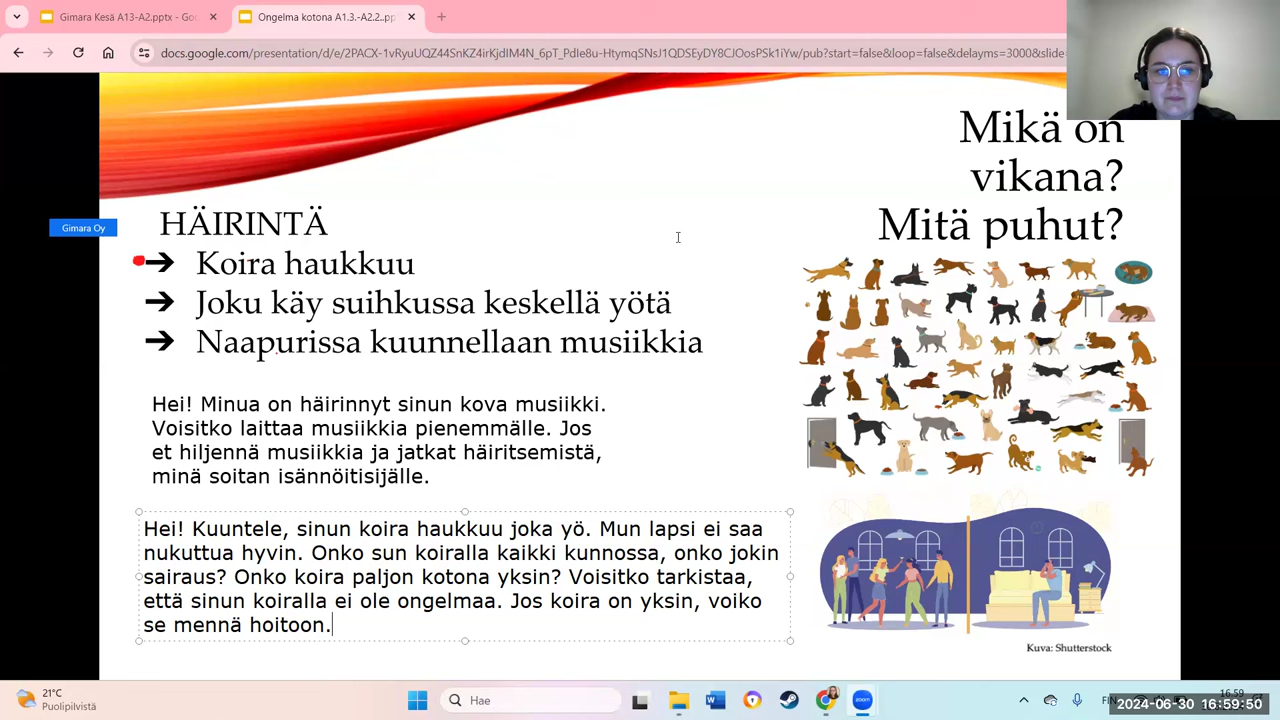 Gimara Kesä A13-A2.pptx - Goo
Ongelma kotona A1.3.-A2.2..pp
docs.google.com/presentation/d/e/2PACX-1vRyuUQZ44SnKZ4irKjdIM4N_6pT_PdIe8u-HtymqSNsJ1QDSEyDY8CJOosPSk1iYw/pub?start=false&loop=false&delayms=3000&slide
Mikä on
vikana?
Mitä puhut?
Gimara Oy
HÄIRINTÄ
➔ Koira haukkuu
➔ Joku käy suihkussa keskellä yötä
➔ Naapurissa kuunnellaan musiikkia
Hei! Minua on häirinnyt sinun kova musiikki.
Voisitko laittaa musiikkia pienemmälle. Jos
et hiljennä musiikkia ja jatkat häiritsemistä,
minä soitan isännöitisijälle.
Hei! Kuuntele, sinun koira haukkuu joka yö. Mun lapsi ei saa
nukuttua hyvin. Onko sun koiralla kaikki kunnossa, onko jokin
sairaus? Onko koira paljon kotona yksin? Voisitko tarkistaa,
että sinun koiralla ei ole ongelmaa. Jos koira on yksin, voiko
se mennä hoitoon.
Kuva: Shutterstock
21°C
Puolipilvistä
Hae
zoom
FIN
16.59
2024-06-30 16:59:50